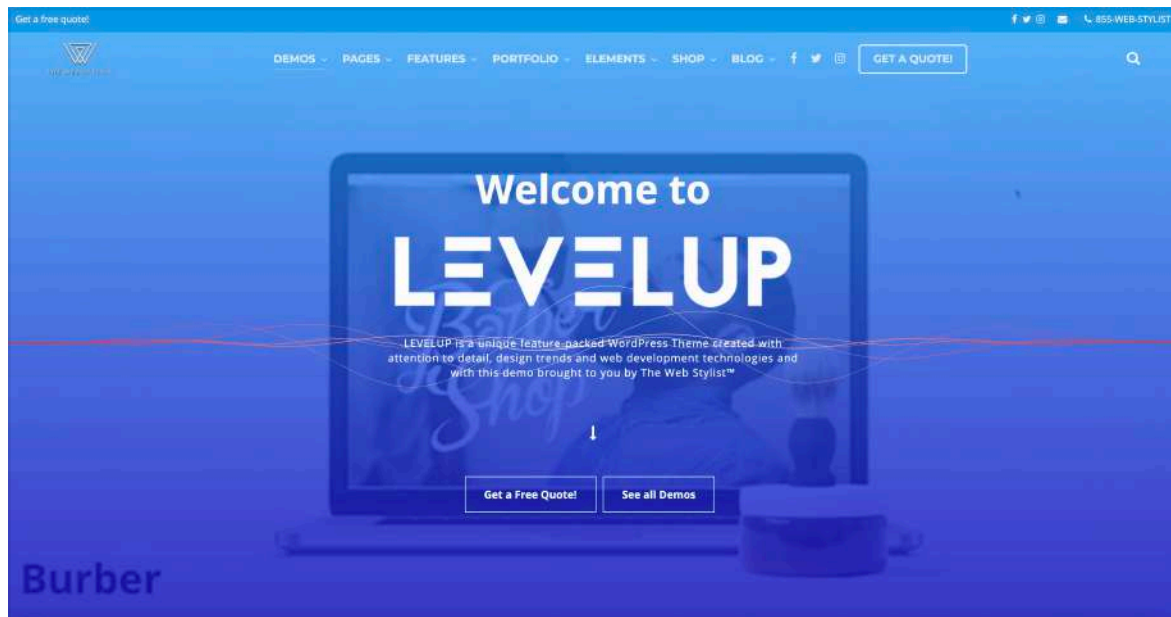 Get a free quote!
855-WEB-STYLIST
DEMOS PAGES FEATURES PORTFOLIO ELEMENTS SHOP BLOG GET A QUOTE!
Welcome to
LEVELUP
LEVELUP is a unique feature-packed WordPress Theme created with
attention to detail, design trends and web development technologies and
with this demo brought to you by The Web Stylist™
Barber
Shop
Get a Free Quote! See all Demos
Burber